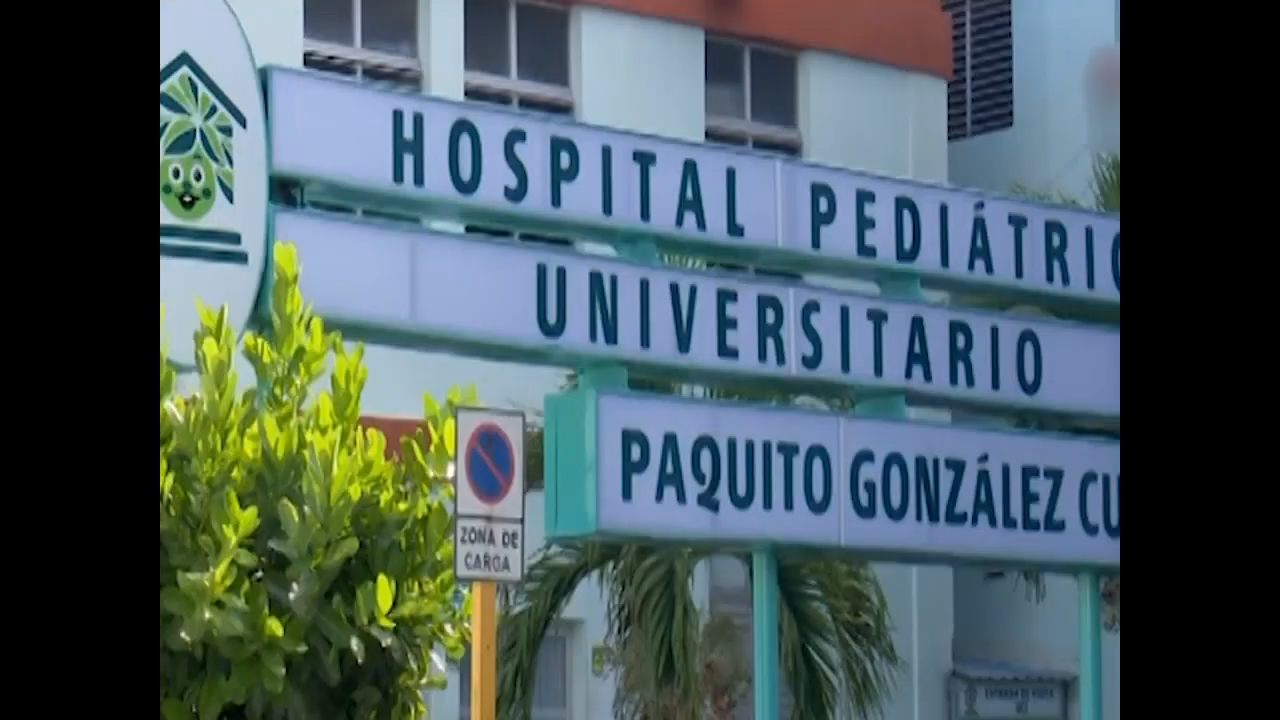 HOSPITAL PEDIÁTRIC
UNIVERSITARIO
PAQUITO GONZÁLEZ CU
ZONA DE
CARGA